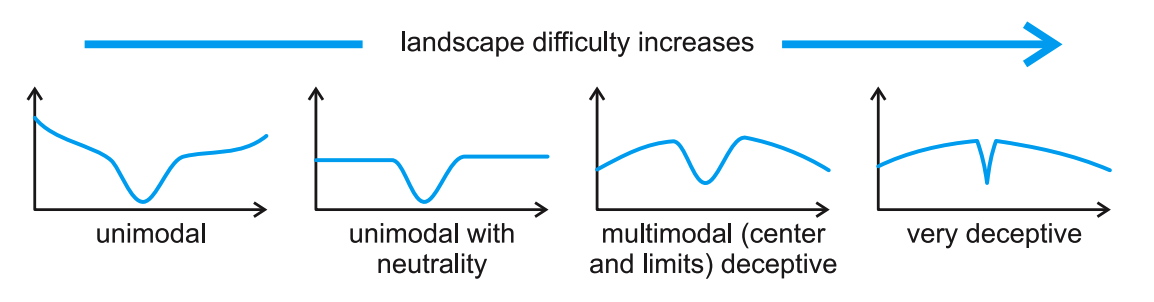 landscape difficulty increases
unimodal
unimodal with
neutrality
multimodal (center
and limits) deceptive
very deceptive